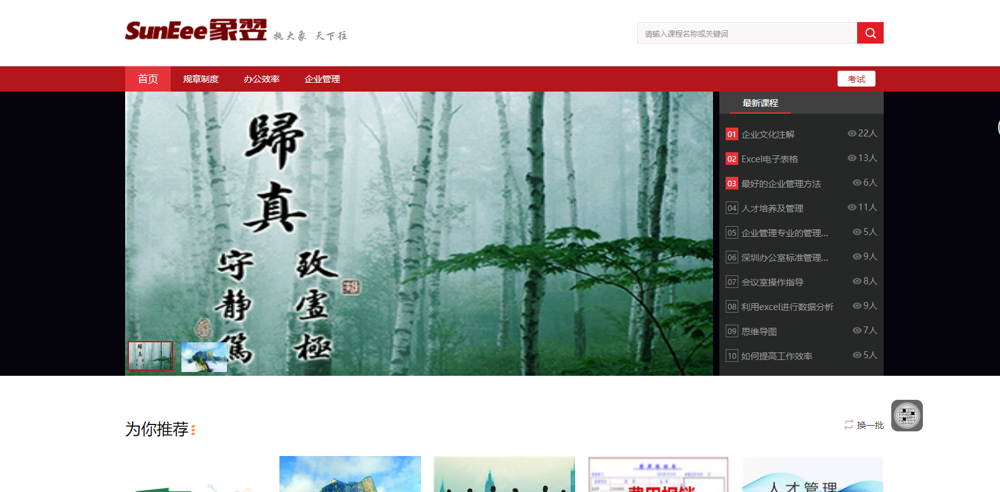 SunEee象翌 执大象 天下往
请输入课程名称或关键词
首页 规章制度 办公效率 企业管理 考试
歸真
致虚極
守静篤
最新课程
01 企业文化注解 22人
02 Excel电子表格 13人
03 最好的企业管理方法 6人
04 人才培养及管理 11人
05 企业管理专业的管理... 5人
06 深圳办公室标准管理... 9人
07 会议室操作指导 8人
08 利用excel进行数据分析 9人
09 思维导图 7人
10 如何提高工作效率 5人
为你推荐
换一批
费用报销
人才管理